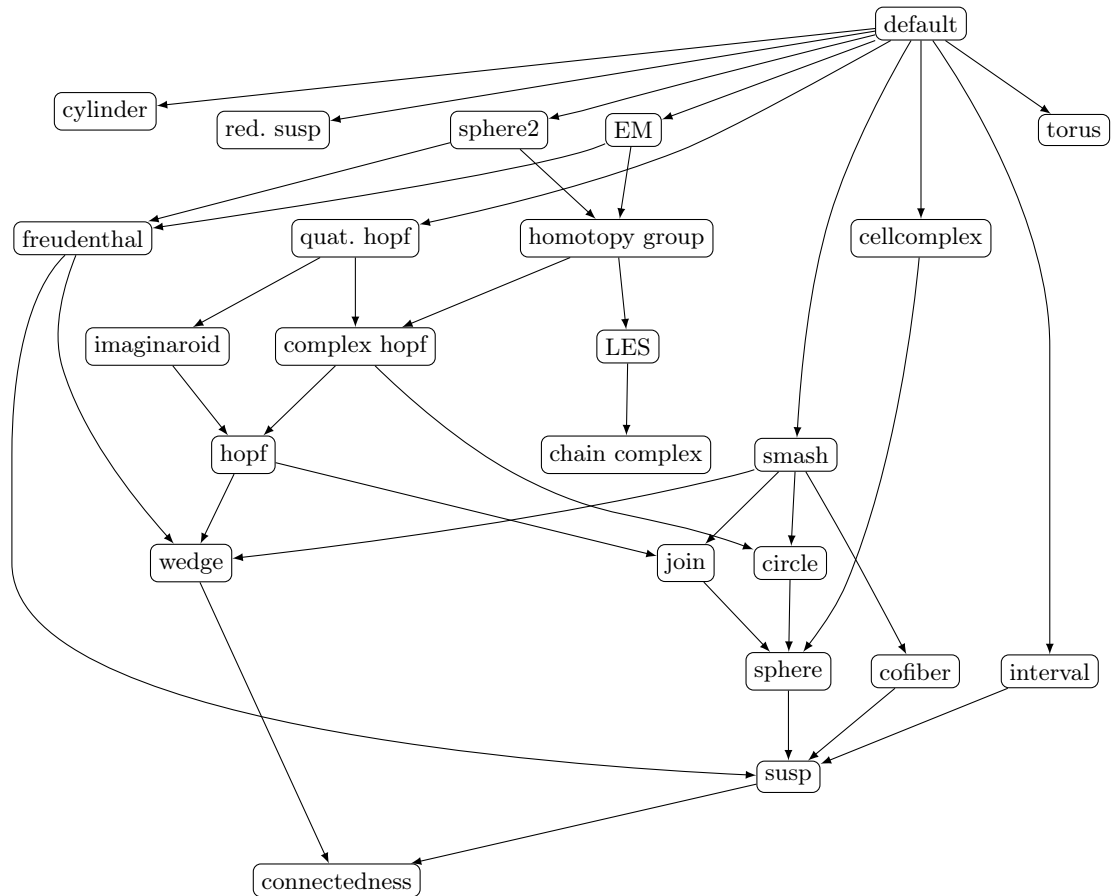 default
cylinder
red. susp
sphere2
EM
torus
freudenthal
quat. hopf
homotopy group
cellcomplex
imaginaroid
complex hopf
LES
hopf
chain complex
smash
wedge
join
circle
sphere
cofiber
interval
susp
connectedness